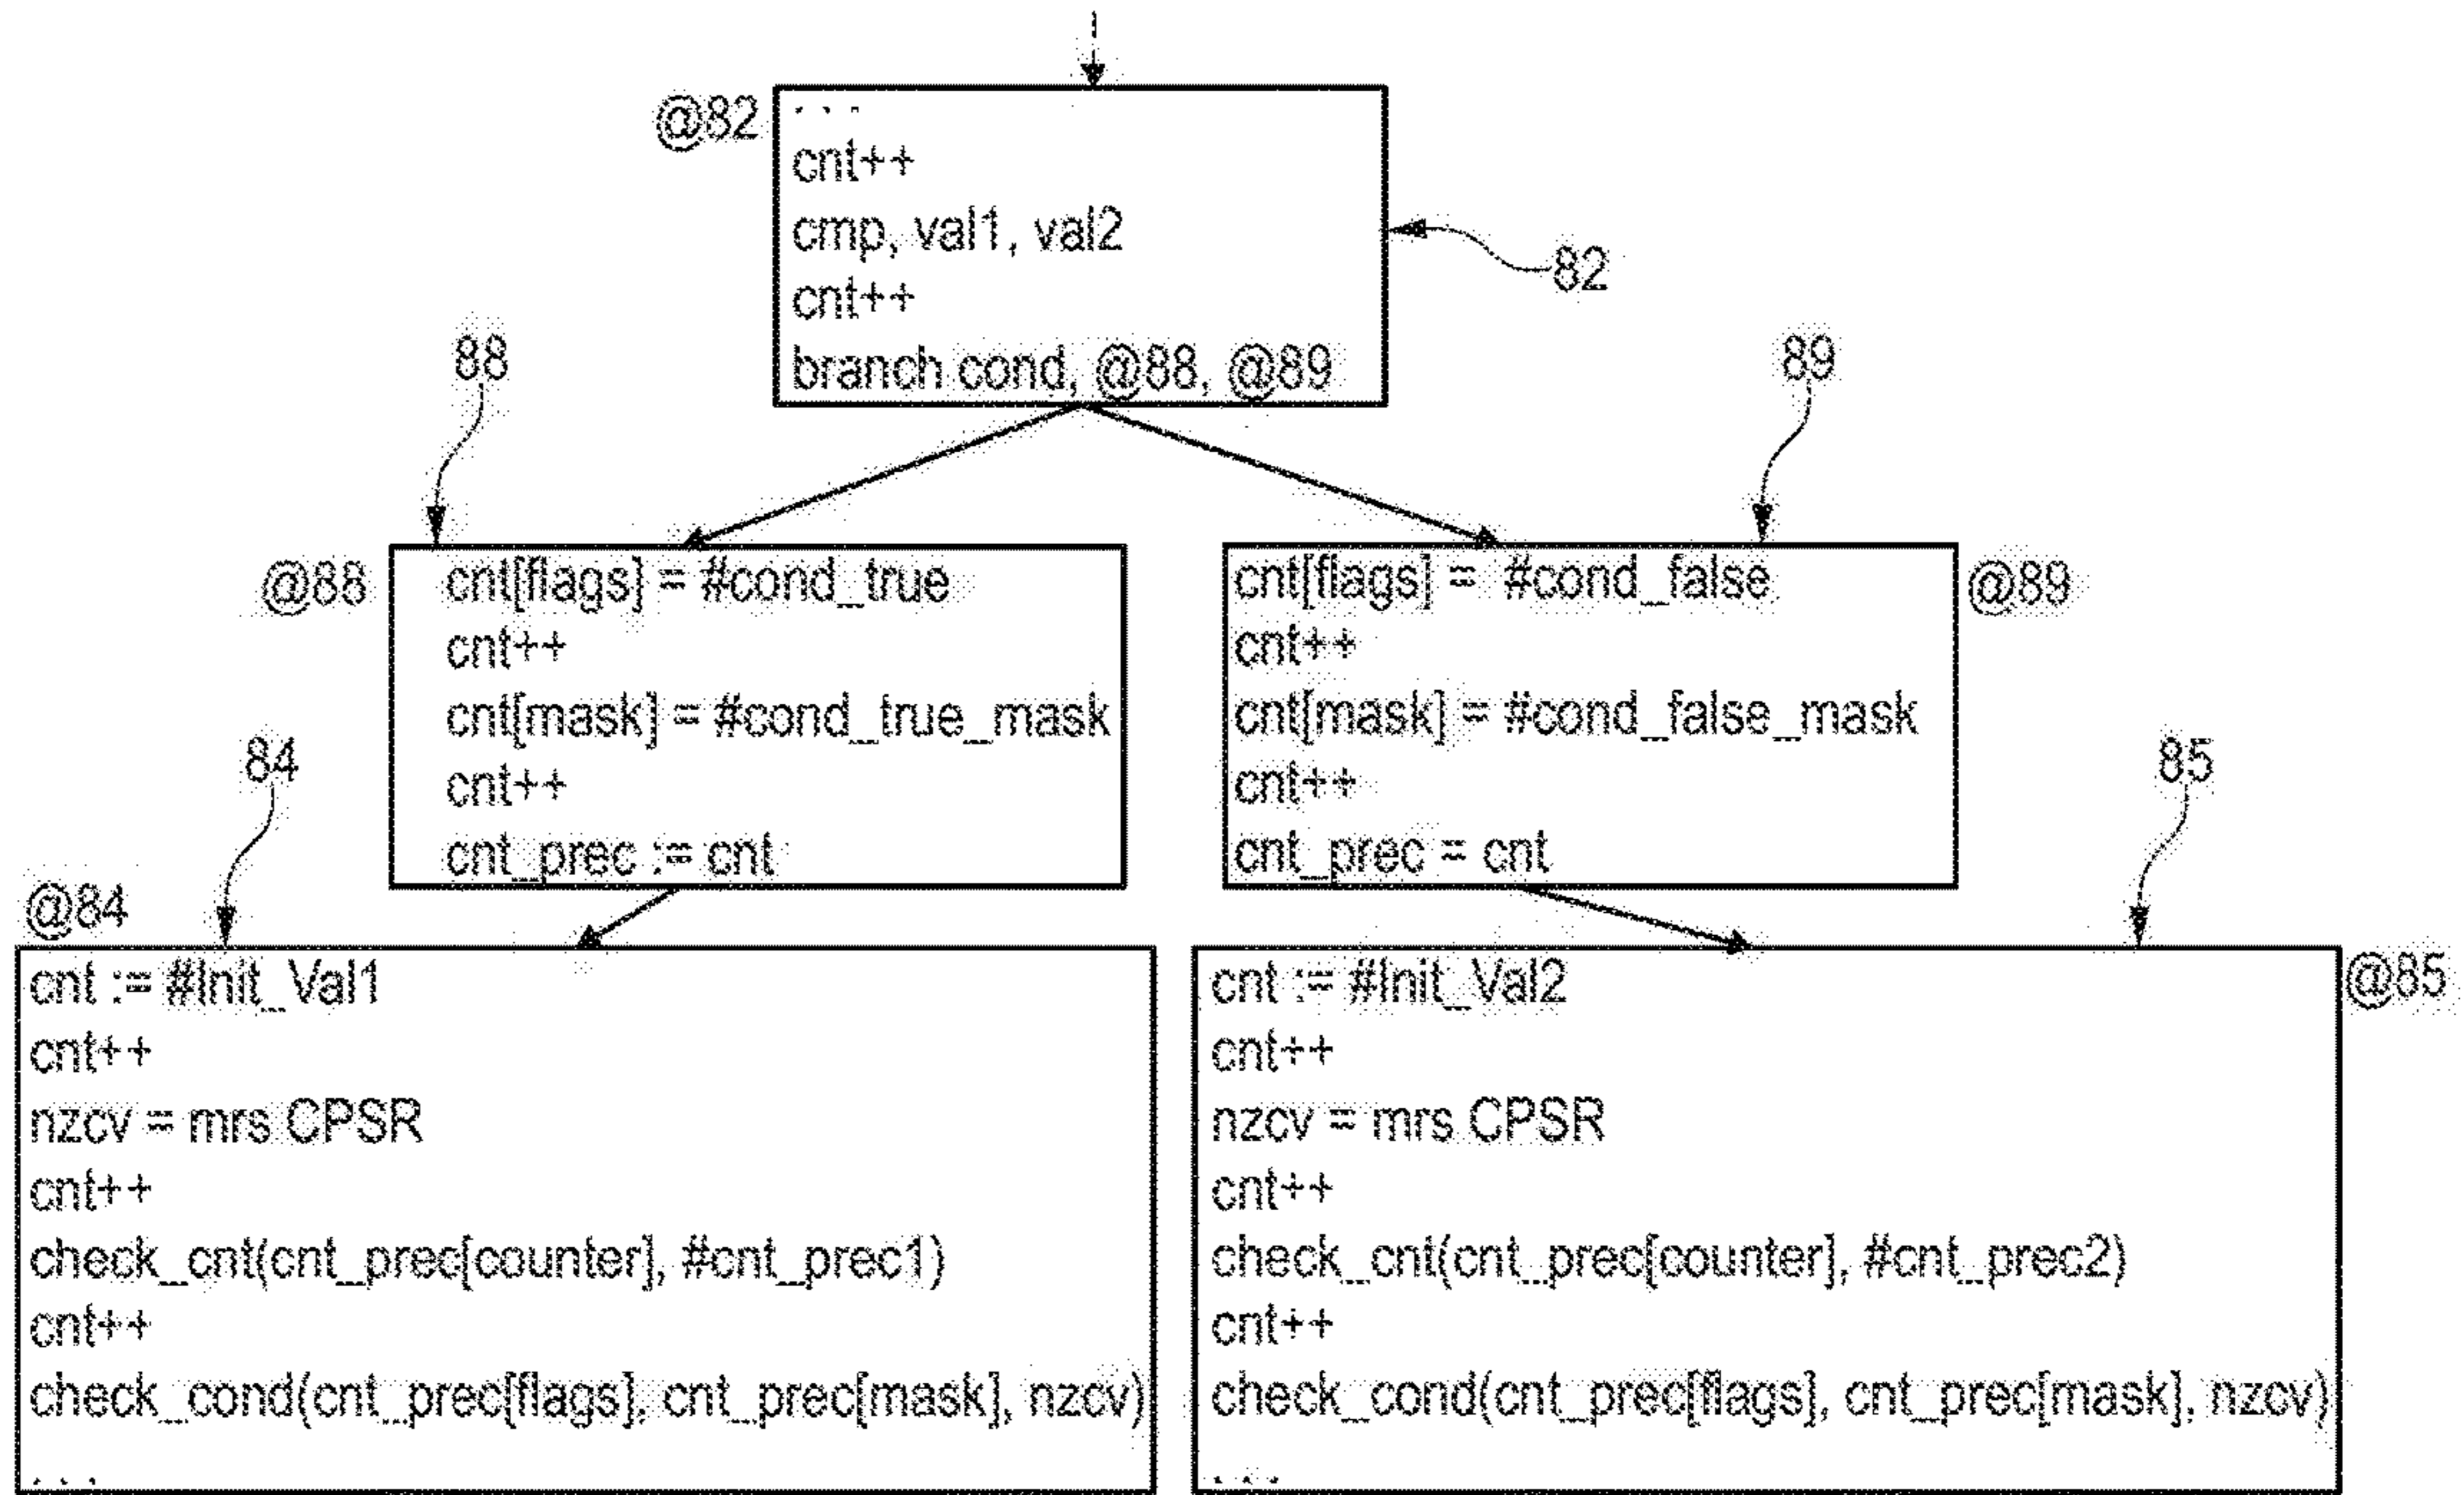 @82
. . .
cnt++
cmp, val1, val2
cnt++
branch cond, @88, @89
82
88
89
@88
cnt[flags] = #cond_true
cnt++
cnt[mask] = #cond_true_mask
cnt++
cnt_prec := cnt
cnt[flags] = #cond_false
cnt++
cnt[mask] = #cond_false_mask
cnt++
cnt_prec = cnt
@89
84
85
@84
cnt := #Init_Val1
cnt++
nzcv = mrs CPSR
cnt++
check_cnt(cnt_prec[counter], #cnt_prec1)
cnt++
check_cond(cnt_prec[flags], cnt_prec[mask], nzcv)
. . .
cnt := #Init_Val2
cnt++
nzcv = mrs CPSR
cnt++
check_cnt(cnt_prec[counter], #cnt_prec2)
cnt++
check_cond(cnt_prec[flags], cnt_prec[mask], nzcv)
. . .
@85